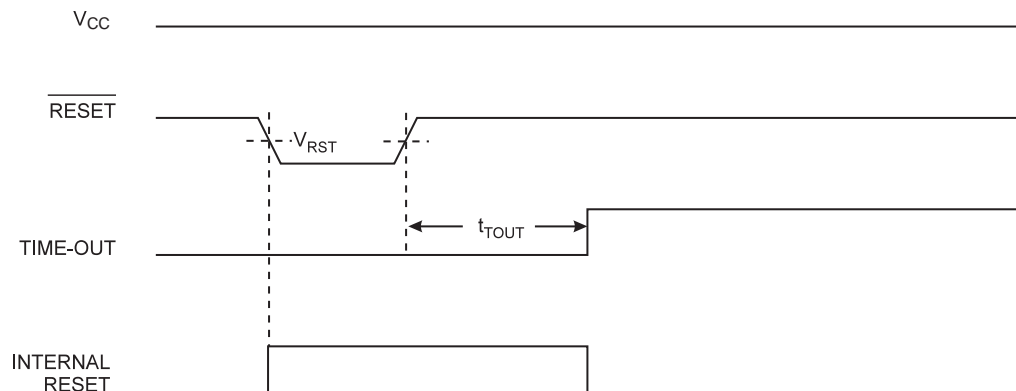 VCC
RESET
VRST
tTOUT
TIME-OUT
INTERNAL
RESET